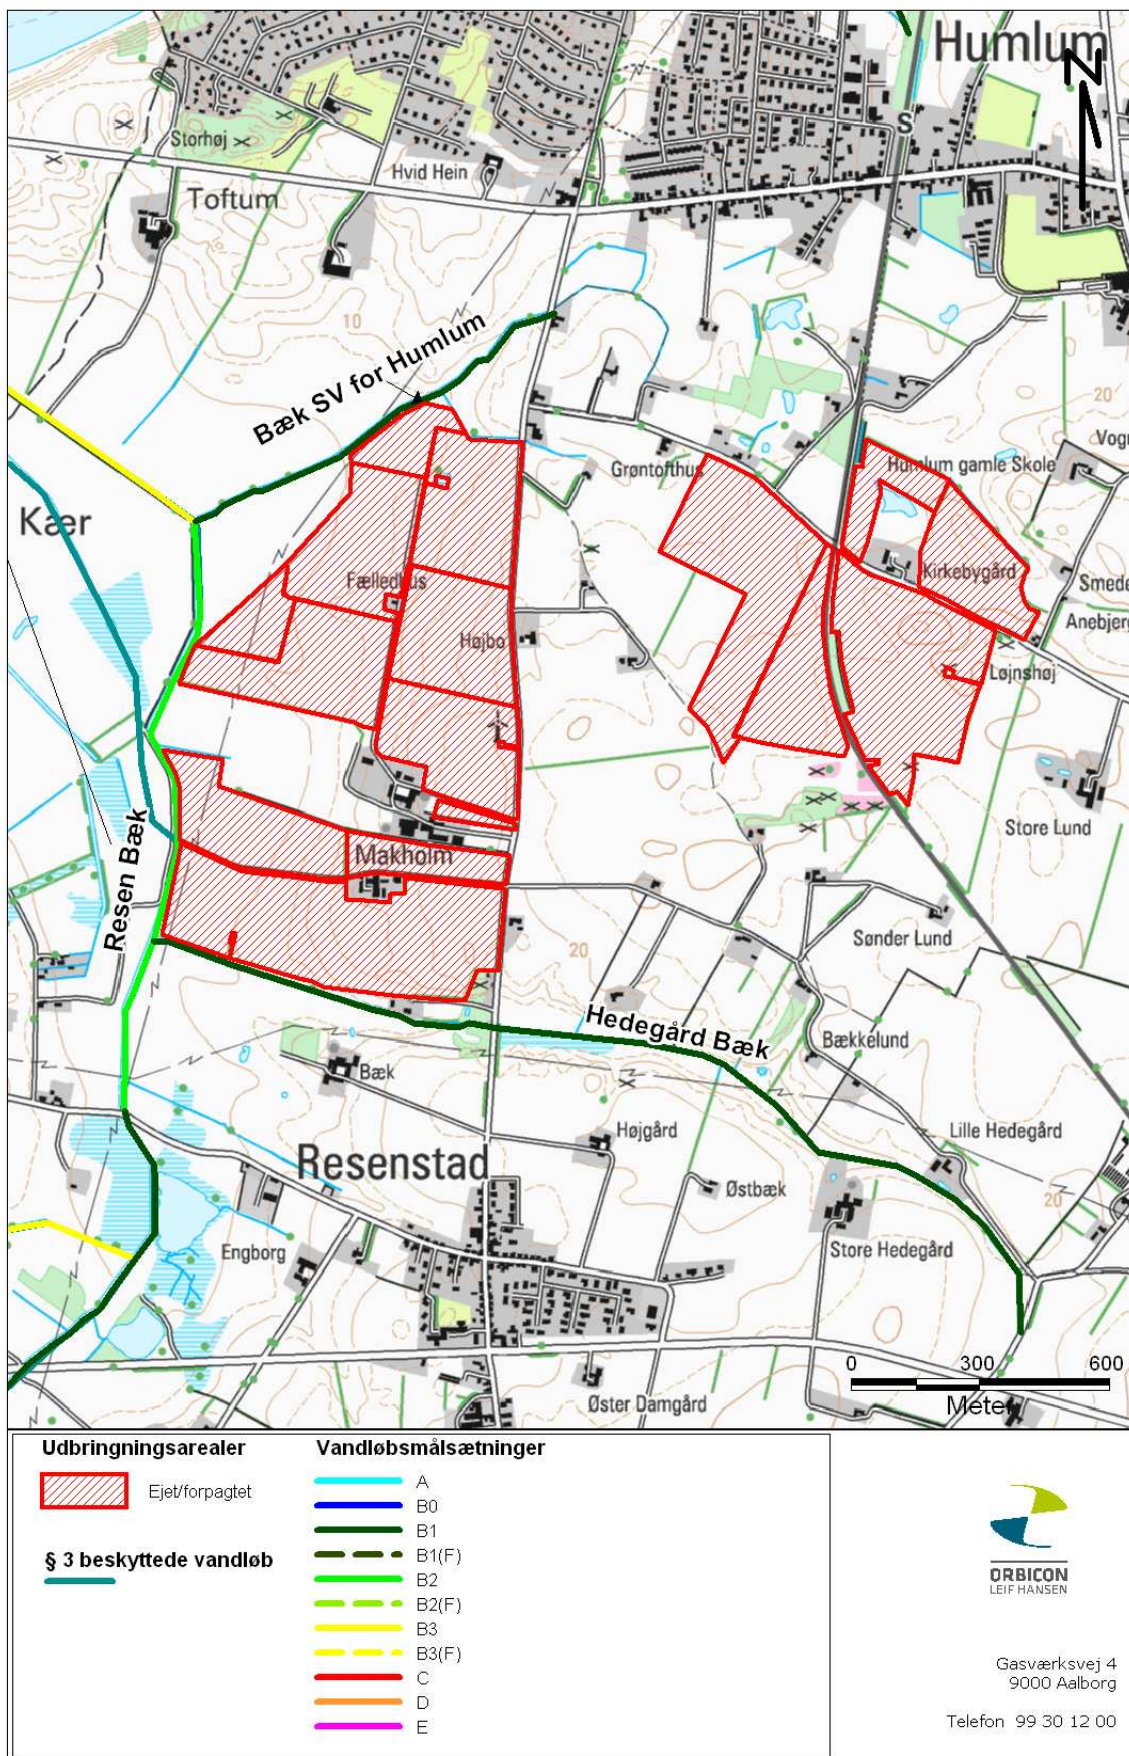 Humlum
N
S
Storhøj
Hvid Hein
Toftum
10
Bæk SV for Humlum
20
Kær
Grøntofthus
Humlum gamle Skole
Fælledhus
Kirkebygård
Højbo
Anebjerg
Løjnshøj
Makholm
Store Lund
Resen Bæk
20
Sønder Lund
Hedegård Bæk
Bækkelund
Bæk
Højgård
Lille Hedegård
Resenstad
Østbæk
20
Engborg
Store Hedegård
0 300 600
Meter
Øster Damgård
Udbringningsarealer
Ejet/forpagtet
§ 3 beskyttede vandløb
Vandløbsmålsætninger
A
B0
B1
B1(F)
B2
B2(F)
B3
B3(F)
C
D
E
ORBICON
LEIF HANSEN
Gasværksvej 4
9000 Aalborg
Telefon 99 30 12 00